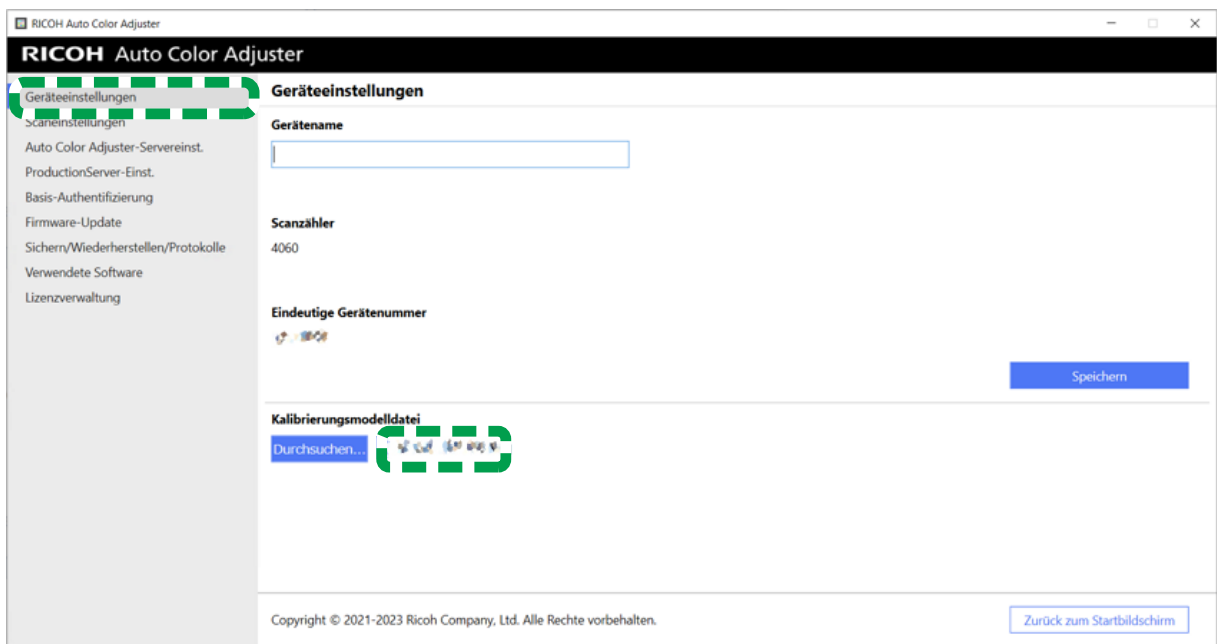 RICOH Auto Color Adjuster
RICOH Auto Color Adjuster
Geräteeinstellungen
Scaneinstellungen
Auto Color Adjuster-Servereinst.
ProductionServer-Einst.
Basis-Authentifizierung
Firmware-Update
Sichern/Wiederherstellen/Protokolle
Verwendete Software
Lizenzverwaltung
Geräteeinstellungen
Gerätename
Scanzähler
4060
Eindeutige Gerätenummer
Speichern
Kalibrierungsmodelldatei
Durchsuchen...
Copyright © 2021-2023 Ricoh Company, Ltd. Alle Rechte vorbehalten.
Zurück zum Startbildschirm